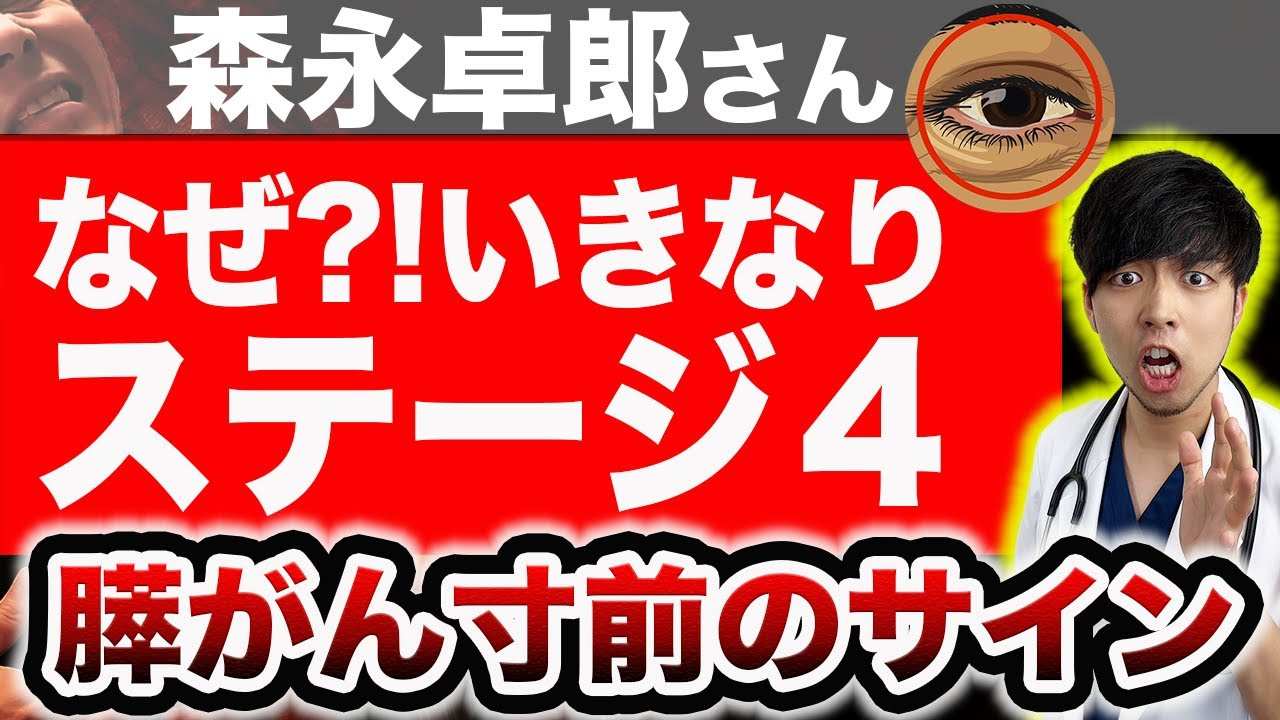 森永卓郎さん
なぜ?!いきなり
ステージ4
膵がん寸前のサイン